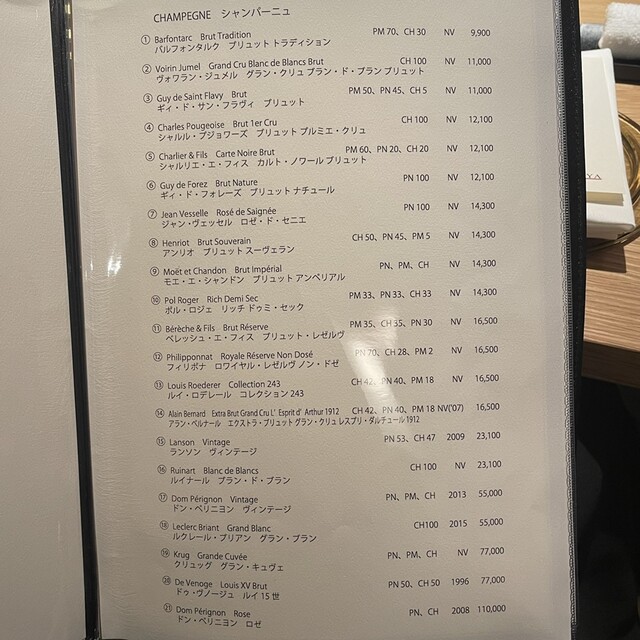 CHAMPEGNE シャンパーニュ
① Barfontarc Brut Tradition PM 70、CH 30 NV 9,900
バルフォンタルク ブリュット トラディション
② Voirin Jumel Grand Cru Blanc de Blancs Brut CH 100 NV 11,000
ヴォワラン・ジュメル グラン・クリュ ブラン・ド・ブラン ブリュット
③ Guy de Saint Flavy Brut PM 50、PN 45、CH 5 NV 11,000
ギィ・ド・サン・フラヴィ ブリュット
④ Charles Pougeoise Brut 1er Cru CH 100 NV 12,100
シャルル・プジョワーズ ブリュット プルミエ・クリュ
⑤ Charlier & Fils Carte Noire Brut PM 60、PN 20、CH 20 NV 12,100
シャルリエ・エ・フィス カルト・ノワール ブリュット
⑥ Guy de Forez Brut Nature PN 100 NV 12,100
ギィ・ド・フォレーズ ブリュット ナチュール
⑦ Jean Vesselle Rosé de Saignée PN 100 NV 14,300
ジャン・ヴェッセル ロゼ・ド・セニエ
⑧ Henriot Brut Souverain CH 50、PN 45、PM 5 NV 14,300
アンリオ ブリュット スーヴェラン
⑨ Moët et Chandon Brut Impérial PN、PM、CH NV 14,300
モエ・エ・シャンドン ブリュット アンペリアル
⑩ Pol Roger Rich Demi Sec PM 33、PN 33、CH 33 NV 14,300
ポル・ロジェ リッチ ドゥミ・セック
⑪ Bérèche & Fils Brut Réserve PM 35、CH 35、PN 30 NV 16,500
ベレッシュ・エ・フィス ブリュット・レゼルヴ
⑫ Philipponnat Royale Réserve Non Dosé PN 70、CH 28、PM 2 NV 16,500
フィリポナ ロワイヤル・レゼルヴ ノン・ドゼ
⑬ Louis Roederer Collection 243 CH 42、PN 40、PM 18 NV 16,500
ルイ・ロデレール コレクション 243
⑭ Alain Bernard Extra Brut Grand Cru L' Esprit d' Arthur 1912 CH 42、PN 40、PM 18 NV('07) 16,500
アラン・ベルナール エクストラ・ブリュット グラン・クリュ レスプリ・ダルチュール 1912
⑮ Lanson Vintage PN 53、CH 47 2009 23,100
ランソン ヴィンテージ
⑯ Ruinart Blanc de Blancs CH 100 NV 23,100
ルイナール ブラン・ド・ブラン
⑰ Dom Pérignon Vintage PN、PM、CH 2013 55,000
ドン・ペリニヨン ヴィンテージ
⑱ Leclerc Briant Grand Blanc CH100 2015 55,000
ルクレール・ブリアン グラン・ブラン
⑲ Krug Grande Cuvée PN、PM、CH NV 77,000
クリュッグ グラン・キュヴェ
⑳ De Venoge Louis XV Brut PN 50、CH 50 1996 77,000
ドゥ・ヴノージュ ルイ 15 世
㉑ Dom Pérignon Rose PN、CH 2008 110,000
ドン・ペリニヨン ロゼ